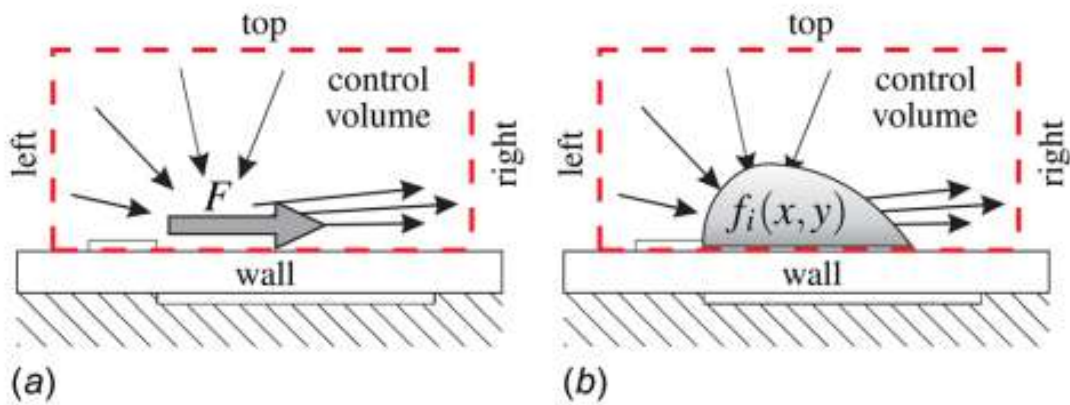 top
top
control
volume
control
volume
left
right
left
right
F
f_i(x, y)
wall
wall
(a)
(b)